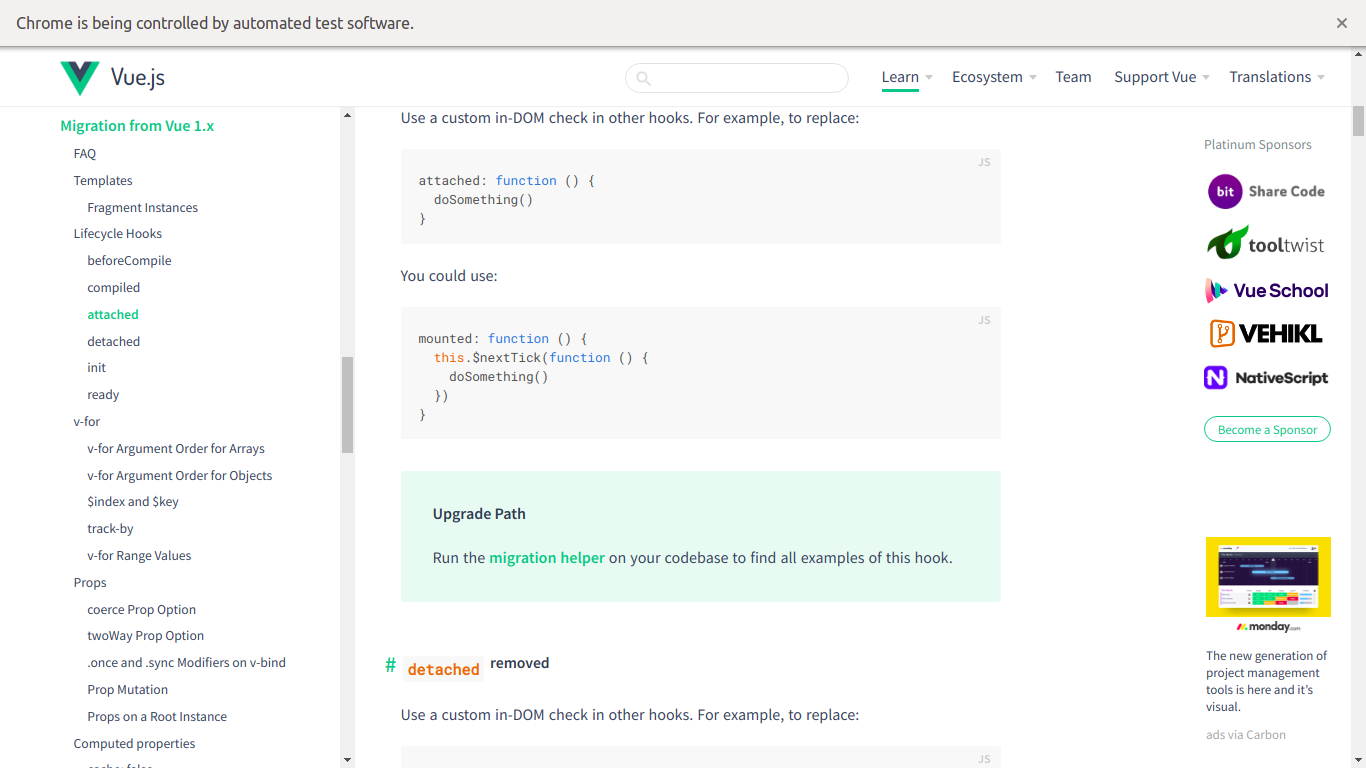 Chrome is being controlled by automated test software.
Vue.js
Learn
Ecosystem
Team
Support Vue
Translations
Migration from Vue 1.x
FAQ
Templates
Fragment Instances
Lifecycle Hooks
beforeCompile
compiled
attached
detached
init
ready
v-for
v-for Argument Order for Arrays
v-for Argument Order for Objects
$index and $key
track-by
v-for Range Values
Props
coerce Prop Option
twoWay Prop Option
.once and .sync Modifiers on v-bind
Prop Mutation
Props on a Root Instance
Computed properties
cache: false
Use a custom in-DOM check in other hooks. For example, to replace:
JS
attached: function () {
doSomething()
}
You could use:
JS
mounted: function () {
this.$nextTick(function () {
doSomething()
})
}
Upgrade Path
Run the migration helper on your codebase to find all examples of this hook.
# detached removed
Use a custom in-DOM check in other hooks. For example, to replace:
JS
Platinum Sponsors
bit Share Code
tooltwist
Vue School
VEHIKL
NativeScript
Become a Sponsor
monday.com
The new generation of
project management
tools is here and it's
visual.
ads via Carbon